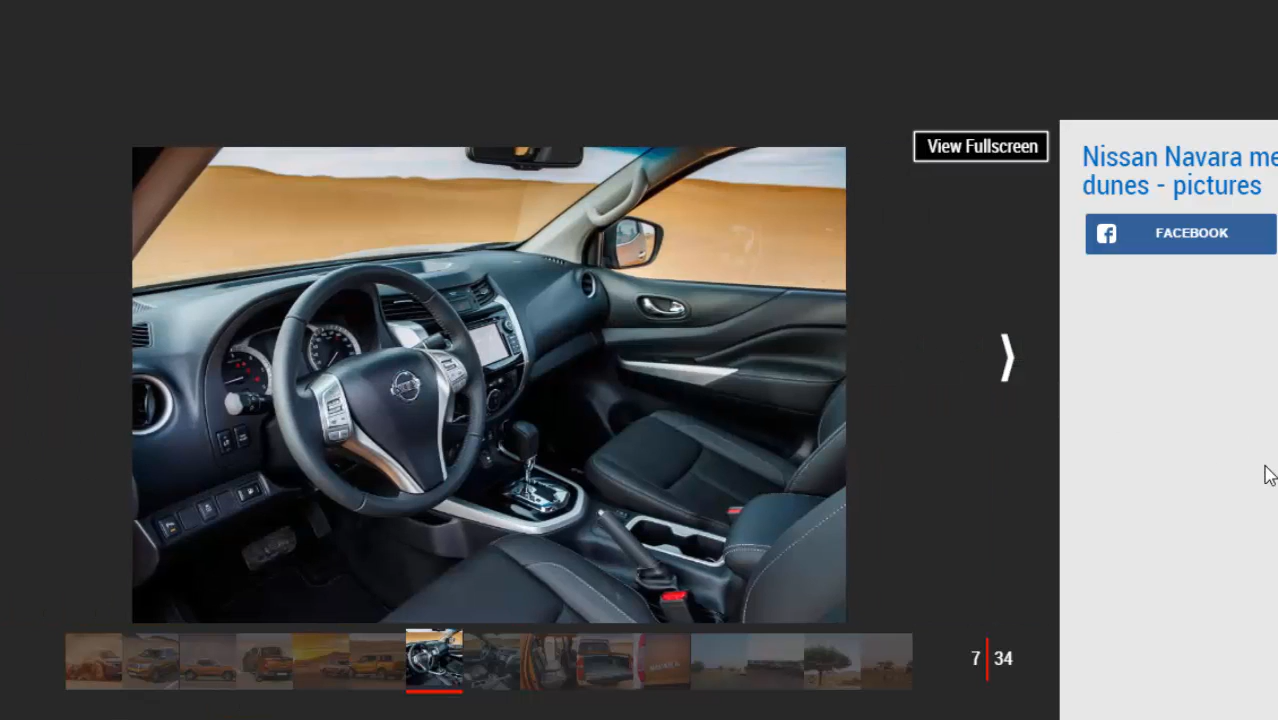 View Fullscreen
Nissan Navara me
dunes - pictures
FACEBOOK
7 34